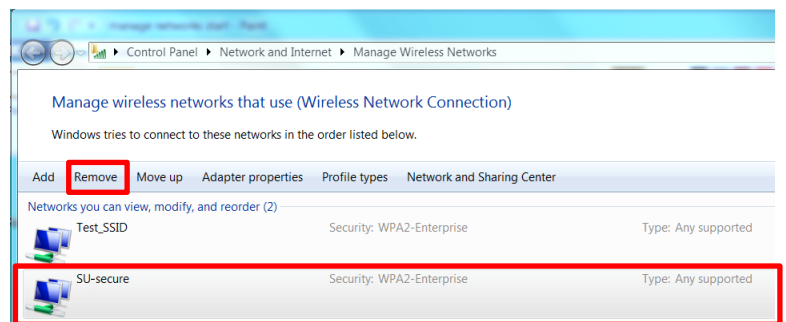 manage networks start - Paint
Control Panel ▸ Network and Internet ▸ Manage Wireless Networks
Manage wireless networks that use (Wireless Network Connection)
Windows tries to connect to these networks in the order listed below.
Add Remove Move up Adapter properties Profile types Network and Sharing Center
Networks you can view, modify, and reorder (2)
Test_SSID Security: WPA2-Enterprise Type: Any supported
SU-secure Security: WPA2-Enterprise Type: Any supported